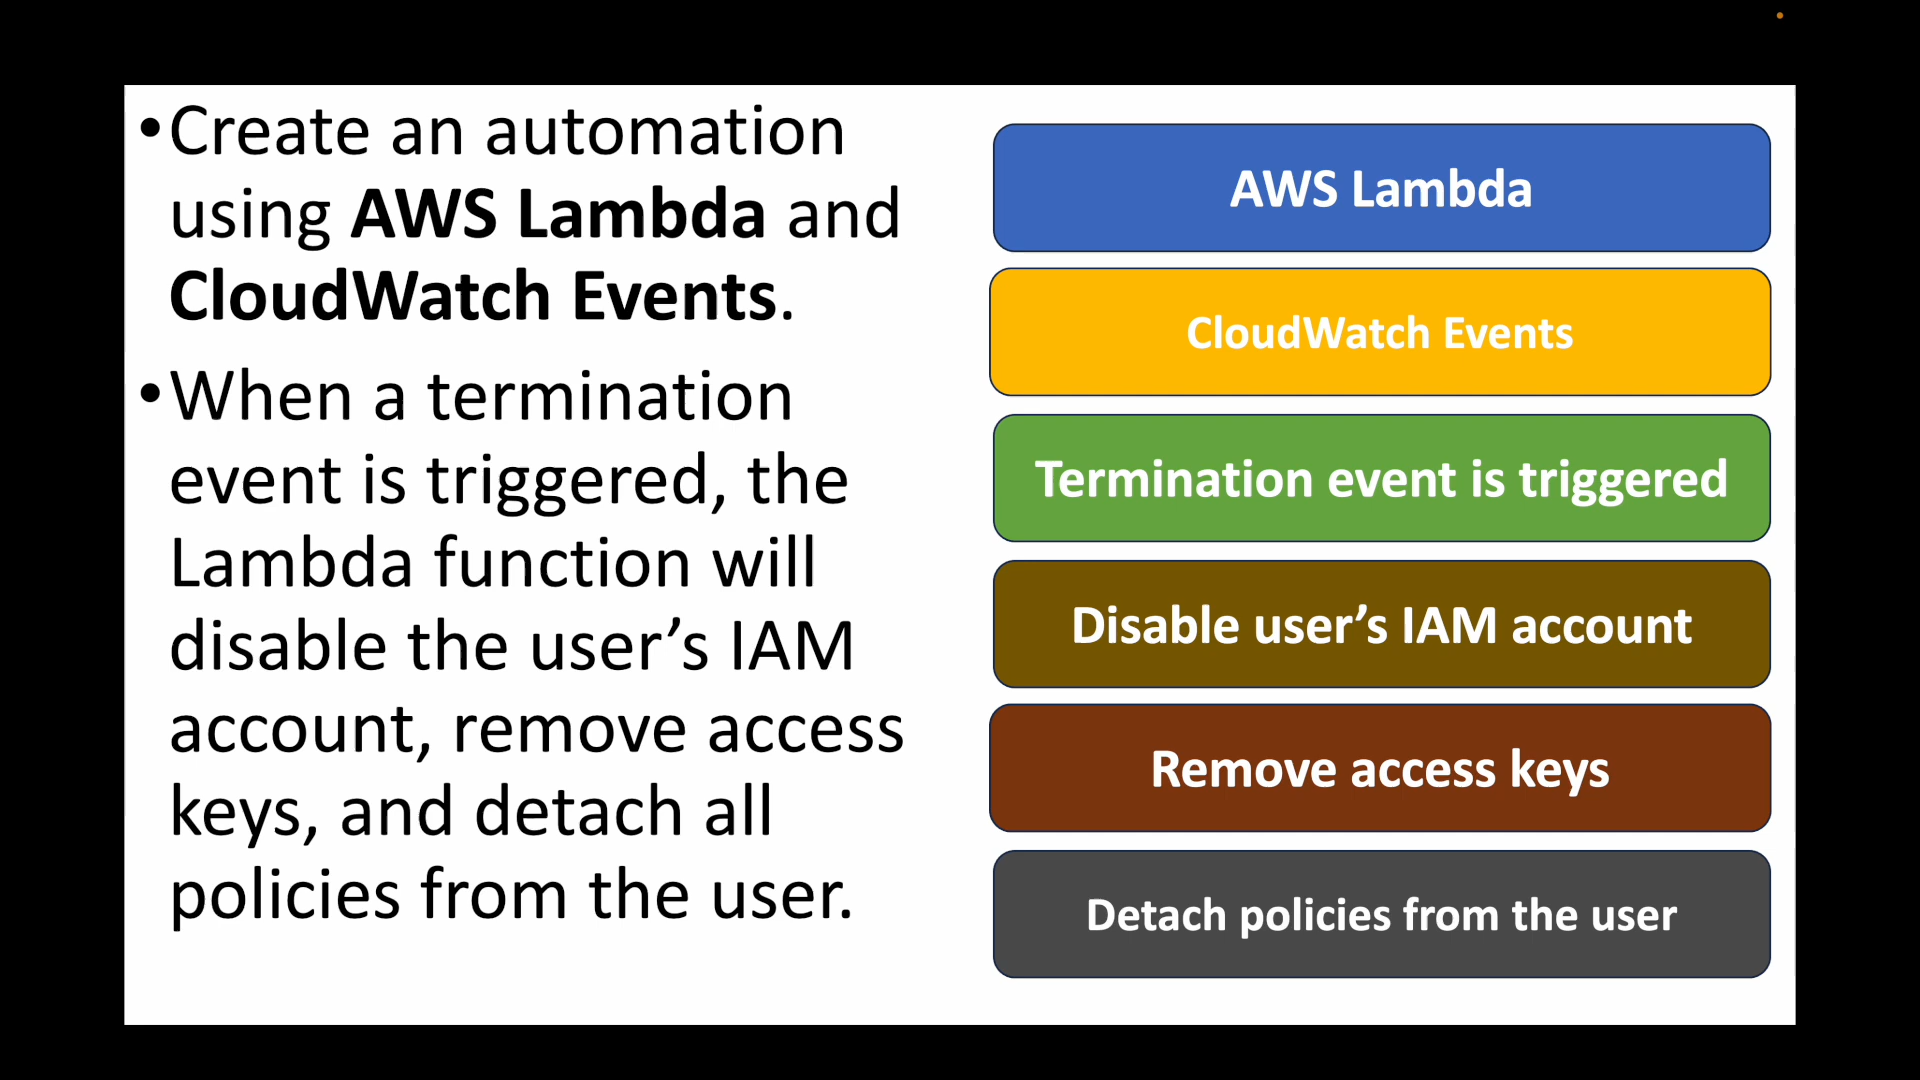 •Create an automation
using AWS Lambda and
CloudWatch Events.
•When a termination
event is triggered, the
Lambda function will
disable the user’s IAM
account, remove access
keys, and detach all
policies from the user.
AWS Lambda
CloudWatch Events
Termination event is triggered
Disable user’s IAM account
Remove access keys
Detach policies from the user